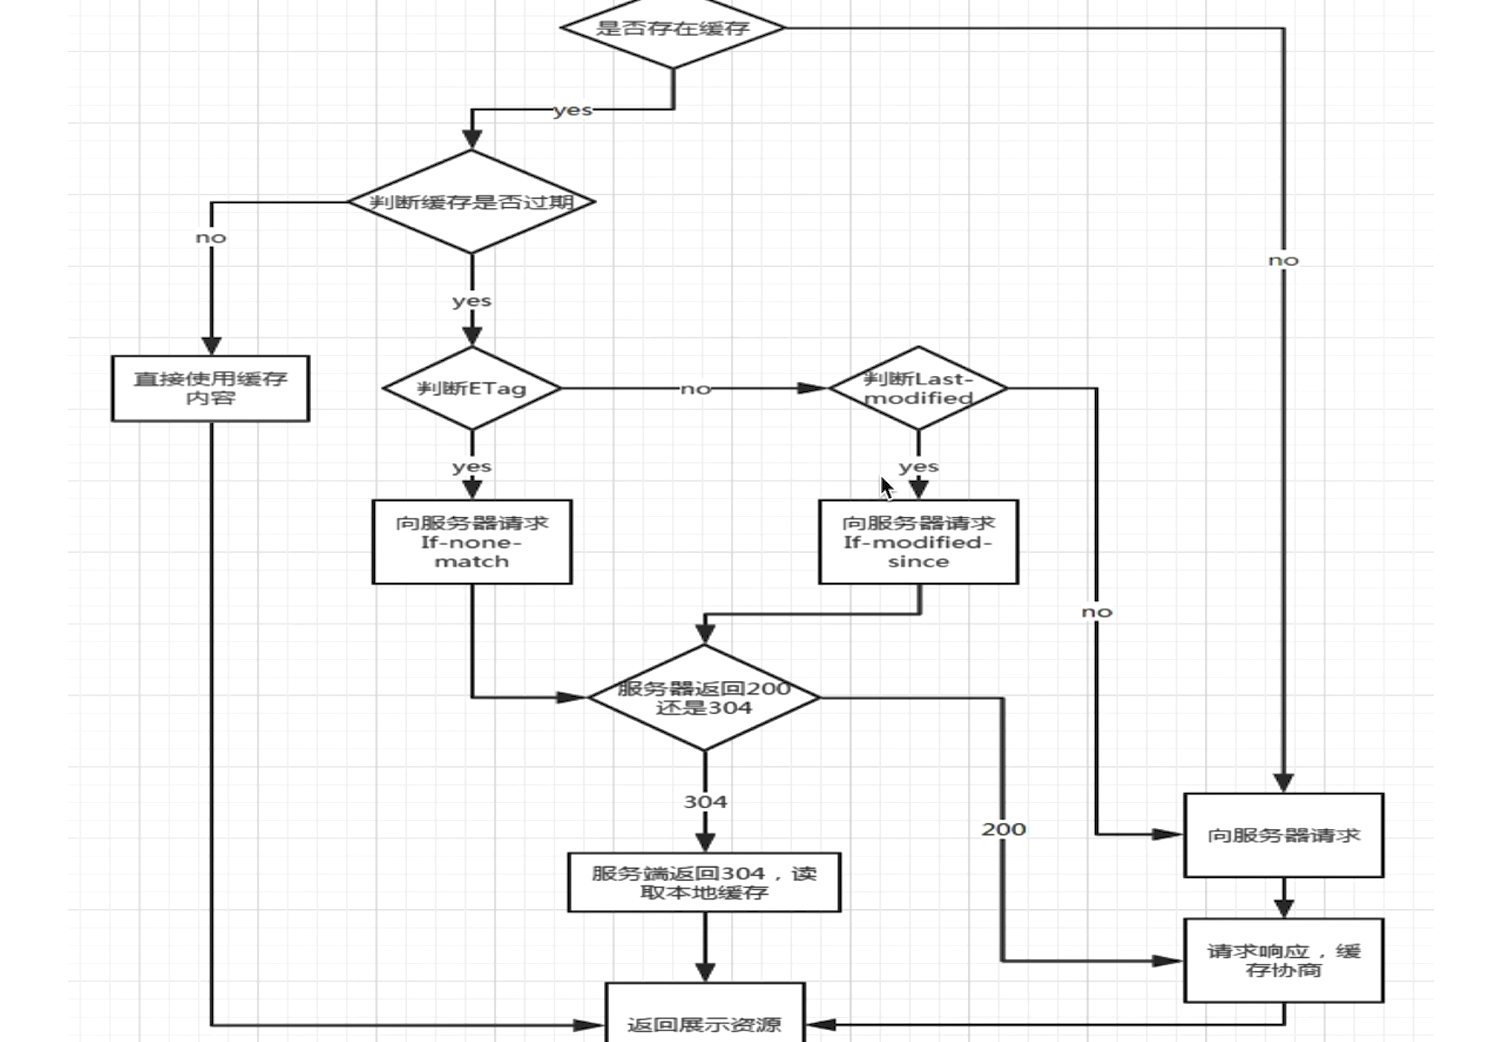 是否存在缓存
yes
判断缓存是否过期
no
no
yes
直接使用缓存
内容
判断ETag
no
判断Last-
modified
yes
yes
向服务器请求
If-none-
match
向服务器请求
If-modified-
since
no
服务器返回200
还是304
304
200
向服务器请求
服务端返回304，读
取本地缓存
请求响应，缓
存协商
返回展示资源